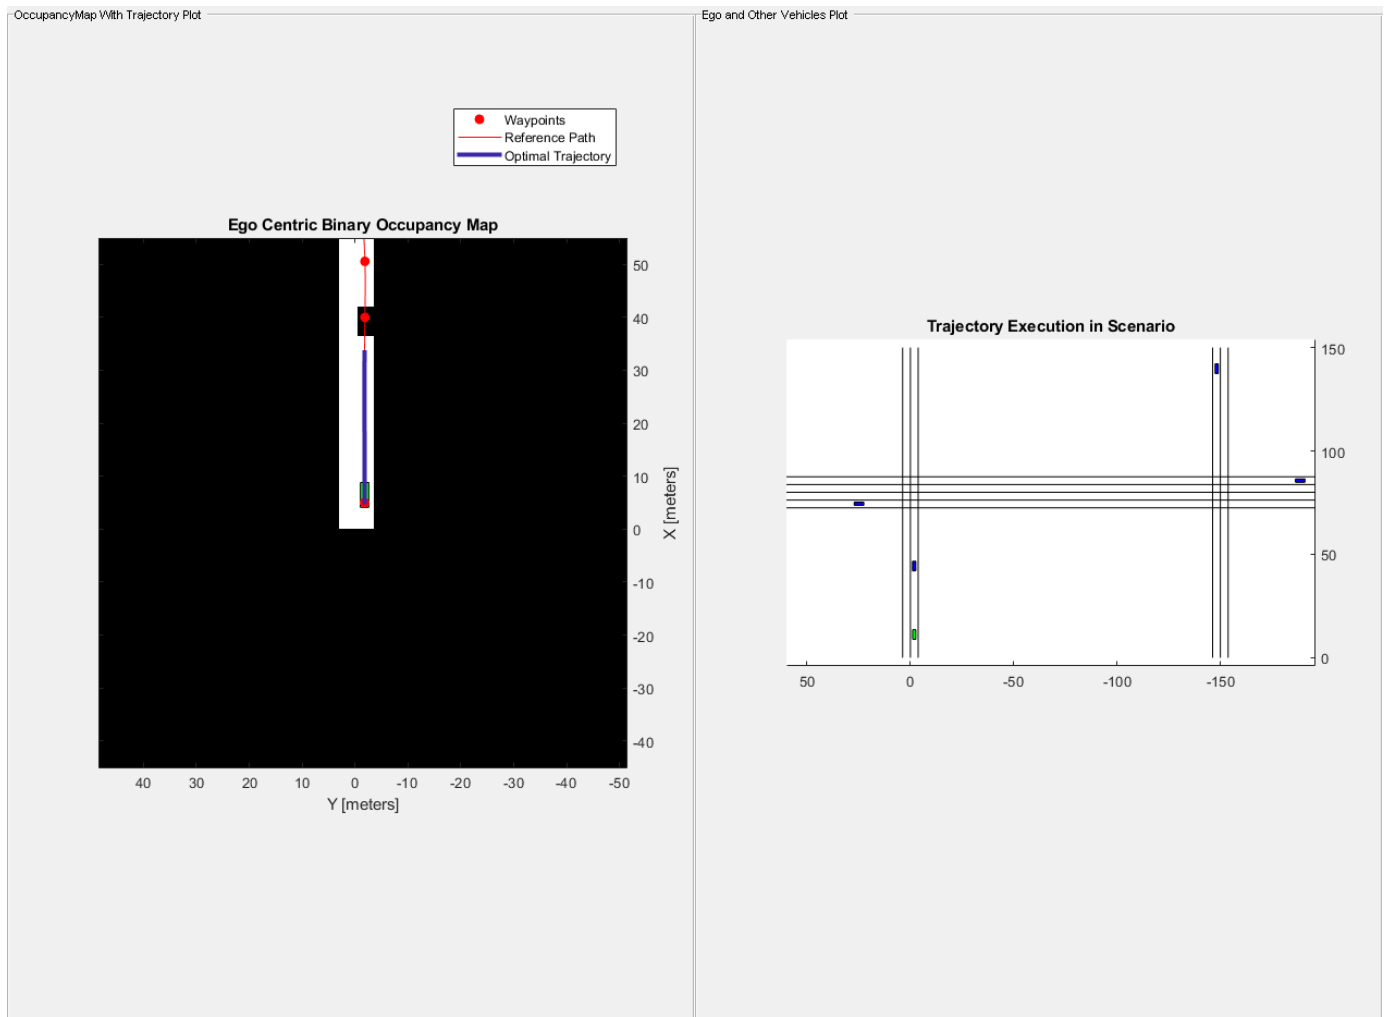 OccupancyMap With Trajectory Plot
Waypoints
Reference Path
Optimal Trajectory
Ego Centric Binary Occupancy Map
50
40
30
20
10
0
-10
-20
-30
-40
X [meters]
40 30 20 10 0 -10 -20 -30 -40 -50
Y [meters]
Ego and Other Vehicles Plot
Trajectory Execution in Scenario
150
100
50
0
50 0 -50 -100 -150